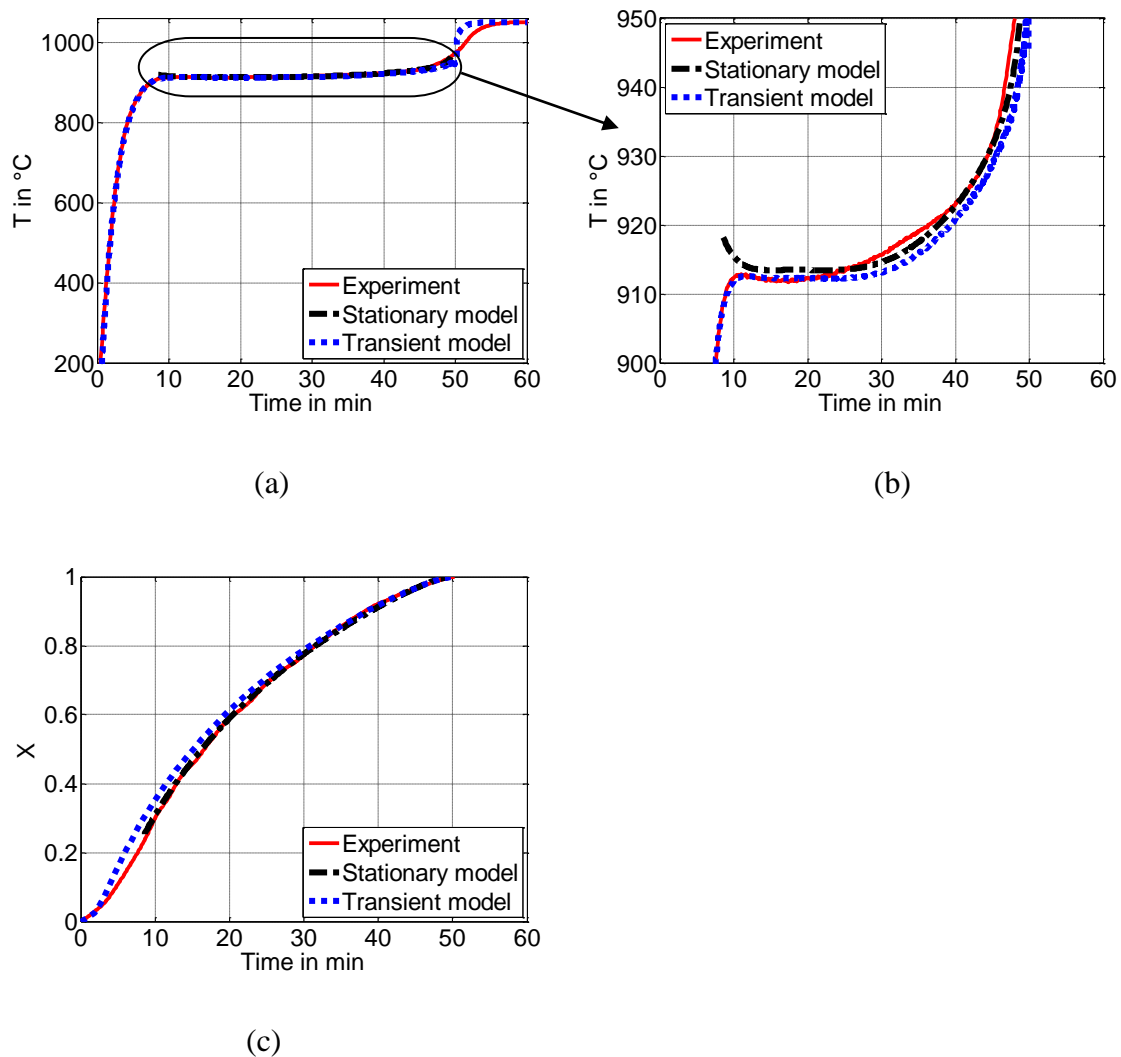 1000
800
600
400
200
T in °C
0
10
20
30
40
50
60
Time in min
Experiment
Stationary model
Transient model
(a)
950
940
930
920
910
900
T in °C
0
10
20
30
40
50
60
Time in min
Experiment
Stationary model
Transient model
(b)
1
0.8
0.6
0.4
0.2
0
X
0
10
20
30
40
50
60
Time in min
Experiment
Stationary model
Transient model
(c)